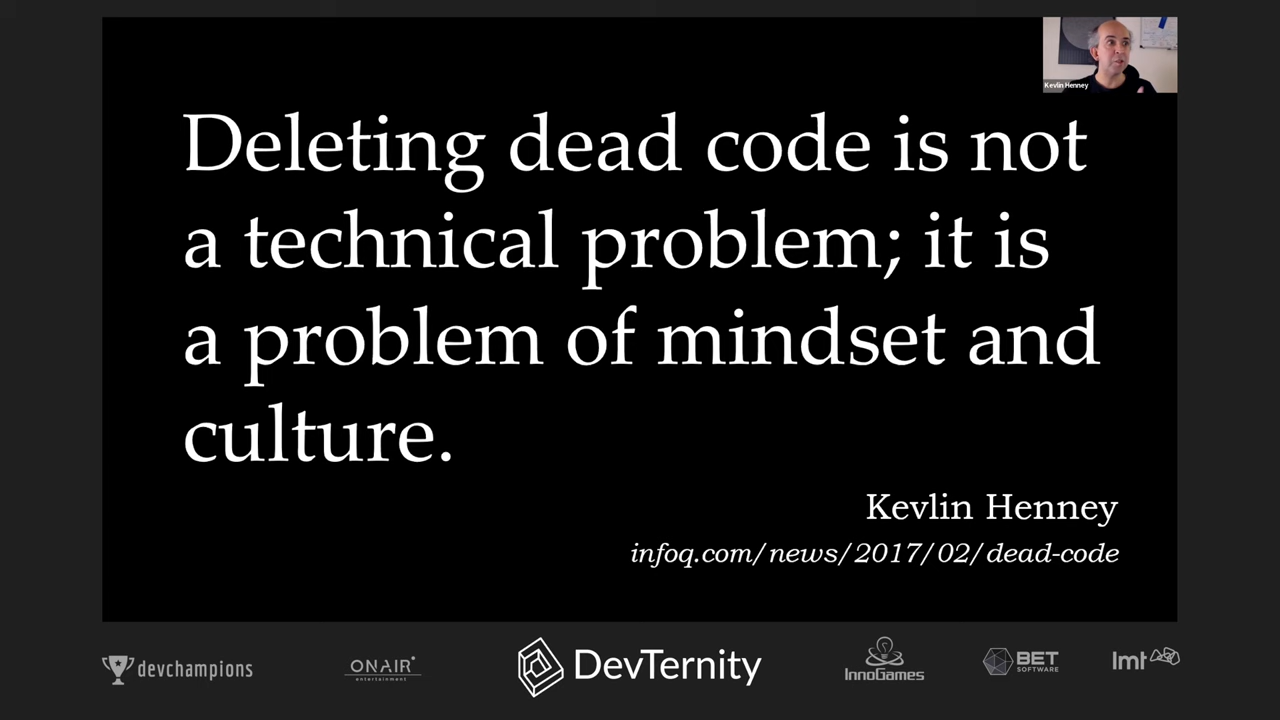 Kevlin Henney
Deleting dead code is not
a technical problem; it is
a problem of mindset and
culture.
Kevlin Henney
infoq.com/news/2017/02/dead-code
devchampions
ONAIR
entertainment
DevTernity
INNOGAMES
BET
SOFTWARE
lmt